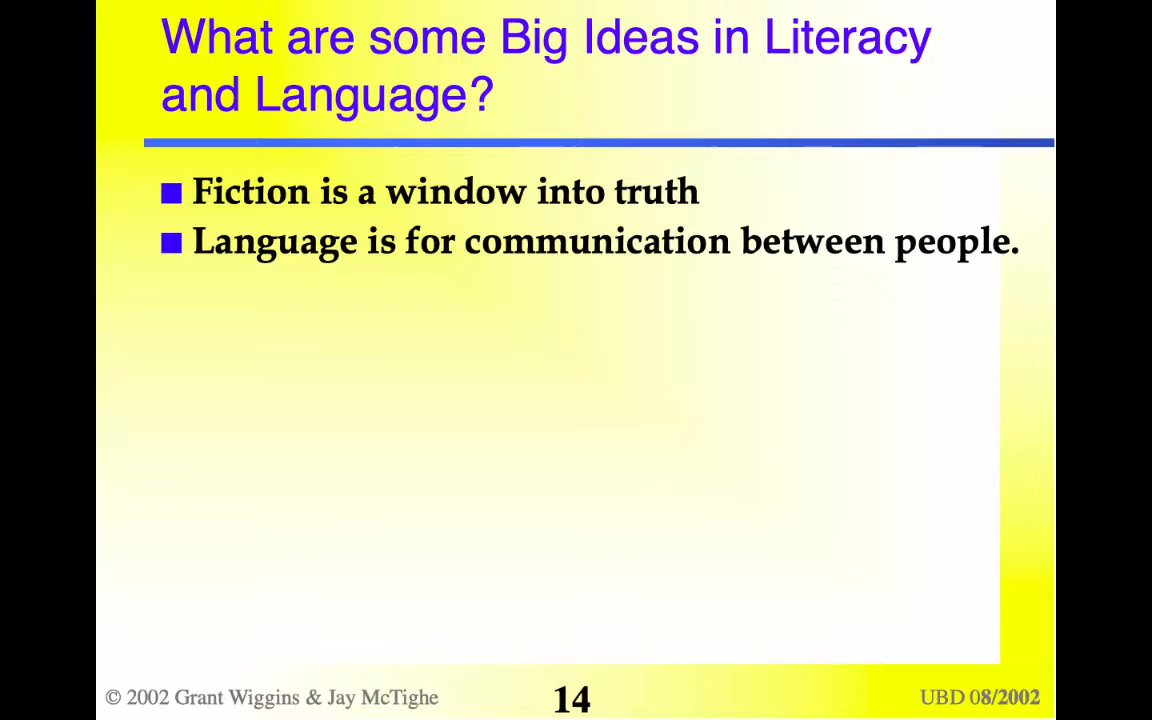 What are some Big Ideas in Literacy
and Language?
■ Fiction is a window into truth
■ Language is for communication between people.
© 2002 Grant Wiggins & Jay McTighe
14
UBD 08/2002